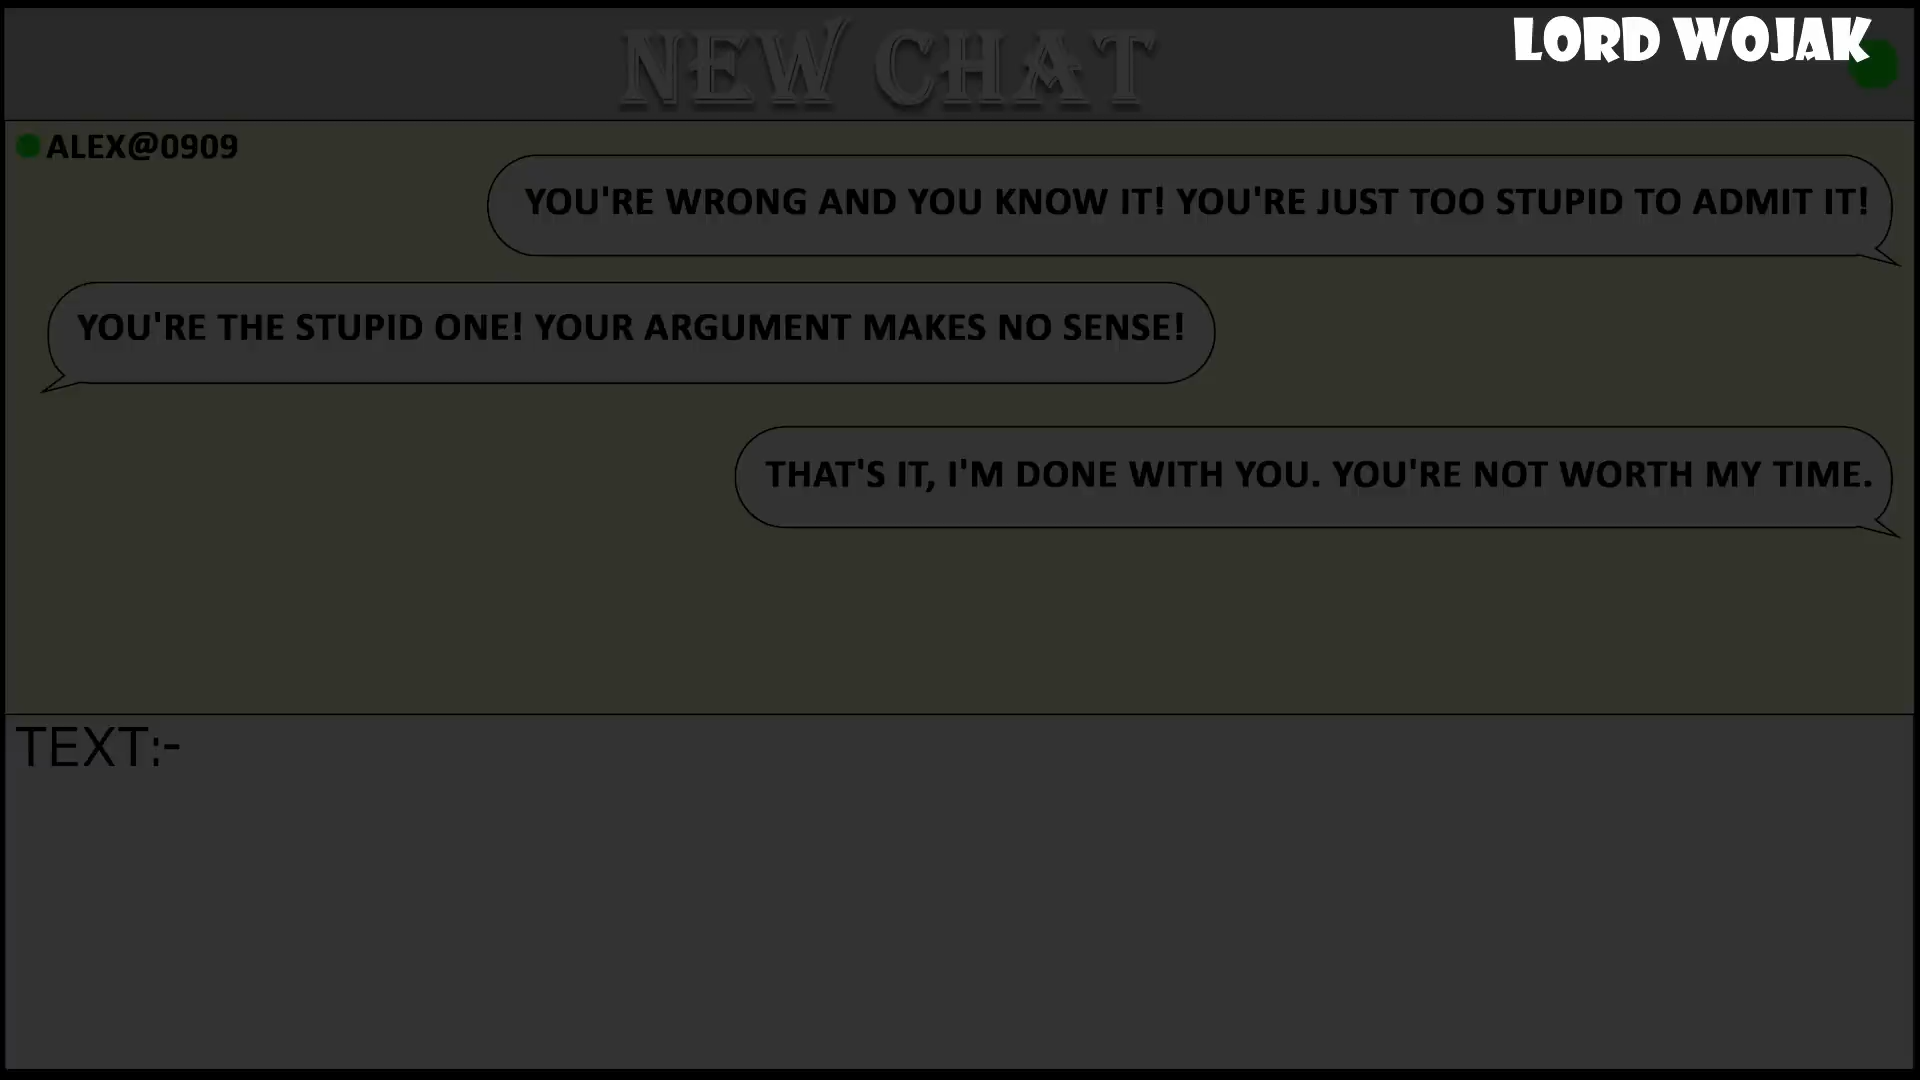 NEW CHAT
LORD WOJAK
ALEX@0909
YOU'RE WRONG AND YOU KNOW IT! YOU'RE JUST TOO STUPID TO ADMIT IT!
YOU'RE THE STUPID ONE! YOUR ARGUMENT MAKES NO SENSE!
THAT'S IT, I'M DONE WITH YOU. YOU'RE NOT WORTH MY TIME.
TEXT:-